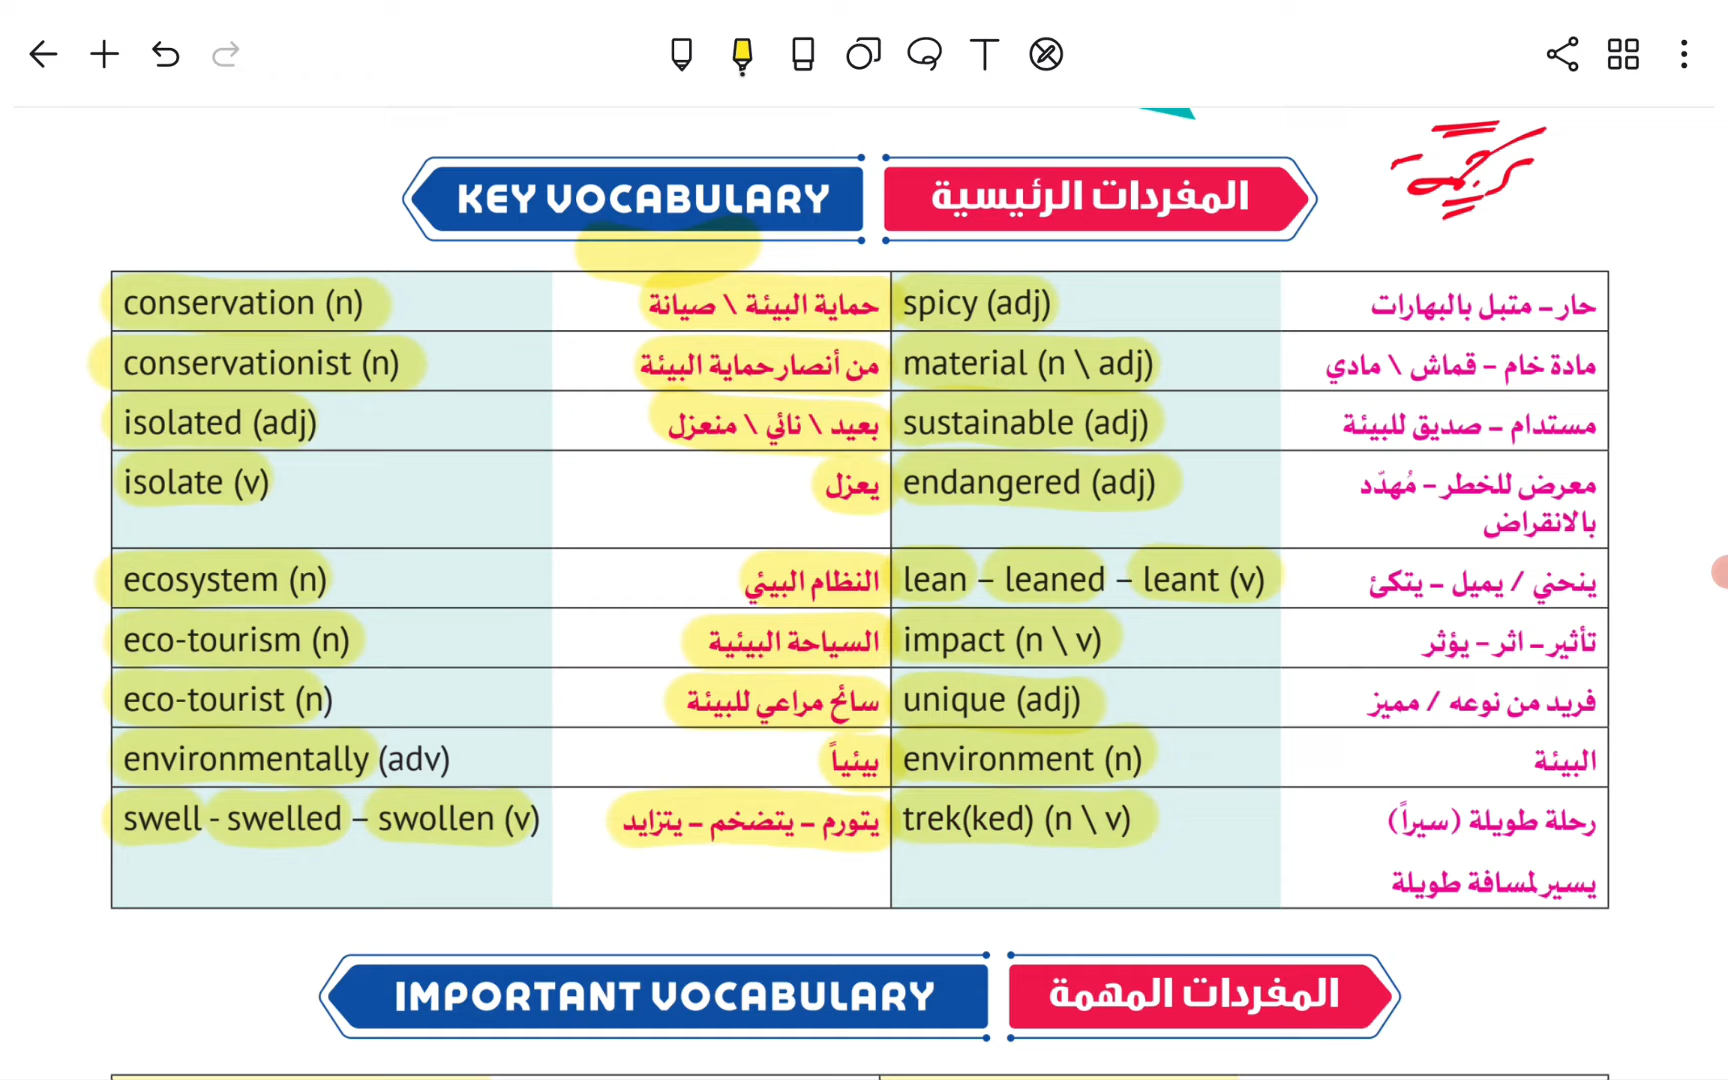 ترجمة
KEY VOCABULARY المفردات الرئيسية
conservation (n) حماية البيئة \ صيانة spicy (adj) حار – متبل بالبهارات
conservationist (n) من أنصار حماية البيئة material (n \ adj) مادة خام – قماش \ مادي
isolated (adj) بعيد \ نائي \ منعزل sustainable (adj) مستدام – صديق للبيئة
isolate (v) يعزل endangered (adj) معرض للخطر – مُهدّد
بالانقراض
ecosystem (n) النظام البيئي lean – leaned – leant (v) ينحني / يميل – يتكئ
eco-tourism (n) السياحة البيئية impact (n \ v) تأثير – اثر – يؤثر
eco-tourist (n) سائح مراعي للبيئة unique (adj) فريد من نوعه / مميز
environmentally (adv) بيئياً environment (n) البيئة
swell - swelled – swollen (v) يتورم – يتضخم – يتزايد trek(ked) (n \ v) رحلة طويلة (سيراً)
يسير لمسافة طويلة
IMPORTANT VOCABULARY المفردات المهمة